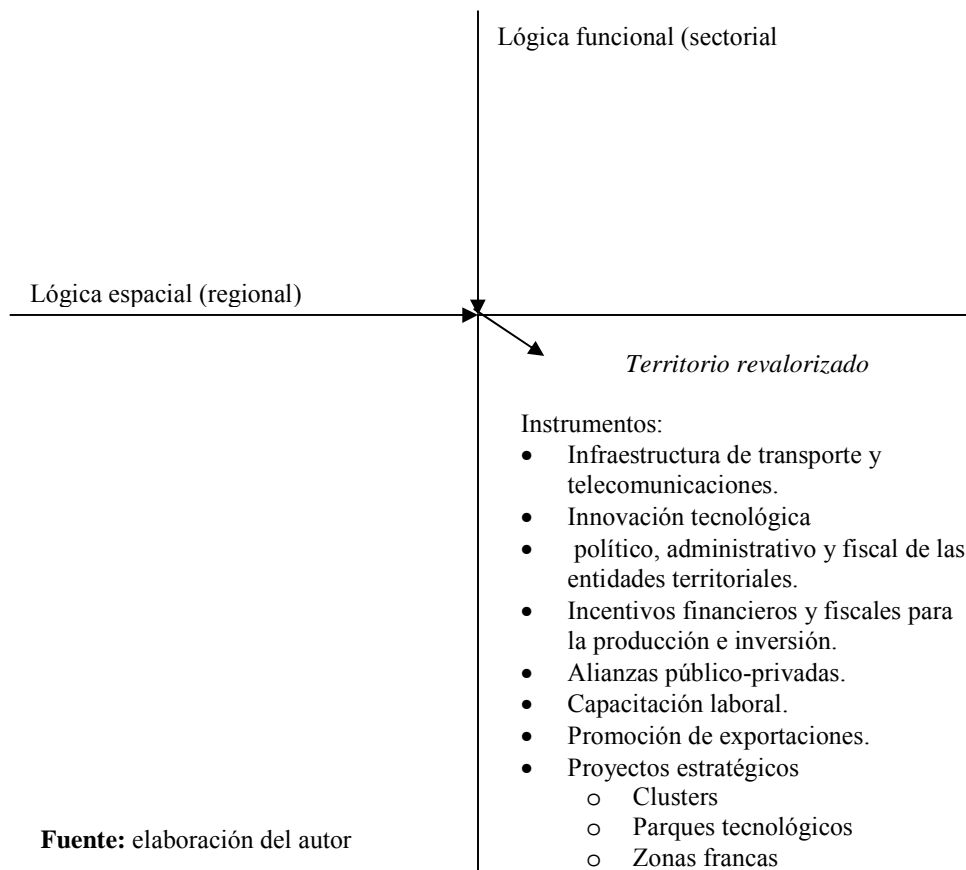 Lógica funcional (sectorial
Lógica espacial (regional)
Territorio revalorizado
Instrumentos:
• Infraestructura de transporte y
telecomunicaciones.
• Innovación tecnológica
• político, administrativo y fiscal de las
entidades territoriales.
• Incentivos financieros y fiscales para
la producción e inversión.
• Alianzas público-privadas.
• Capacitación laboral.
• Promoción de exportaciones.
• Proyectos estratégicos
o Clusters
o Parques tecnológicos
o Zonas francas
Fuente: elaboración del autor